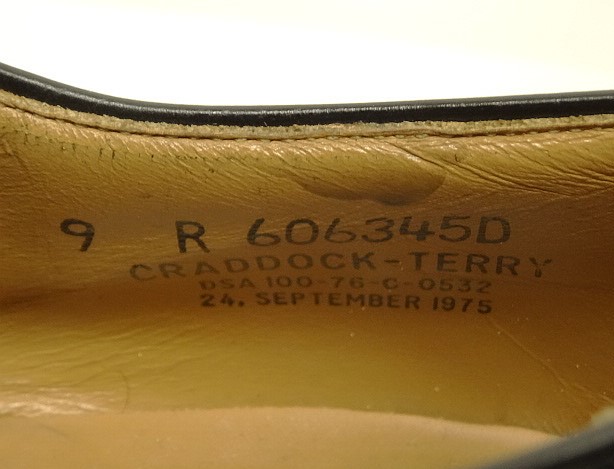 9 R 606345D
CRADDOCK-TERRY
DSA 100-76-C-0532
24. SEPTEMBER 1975